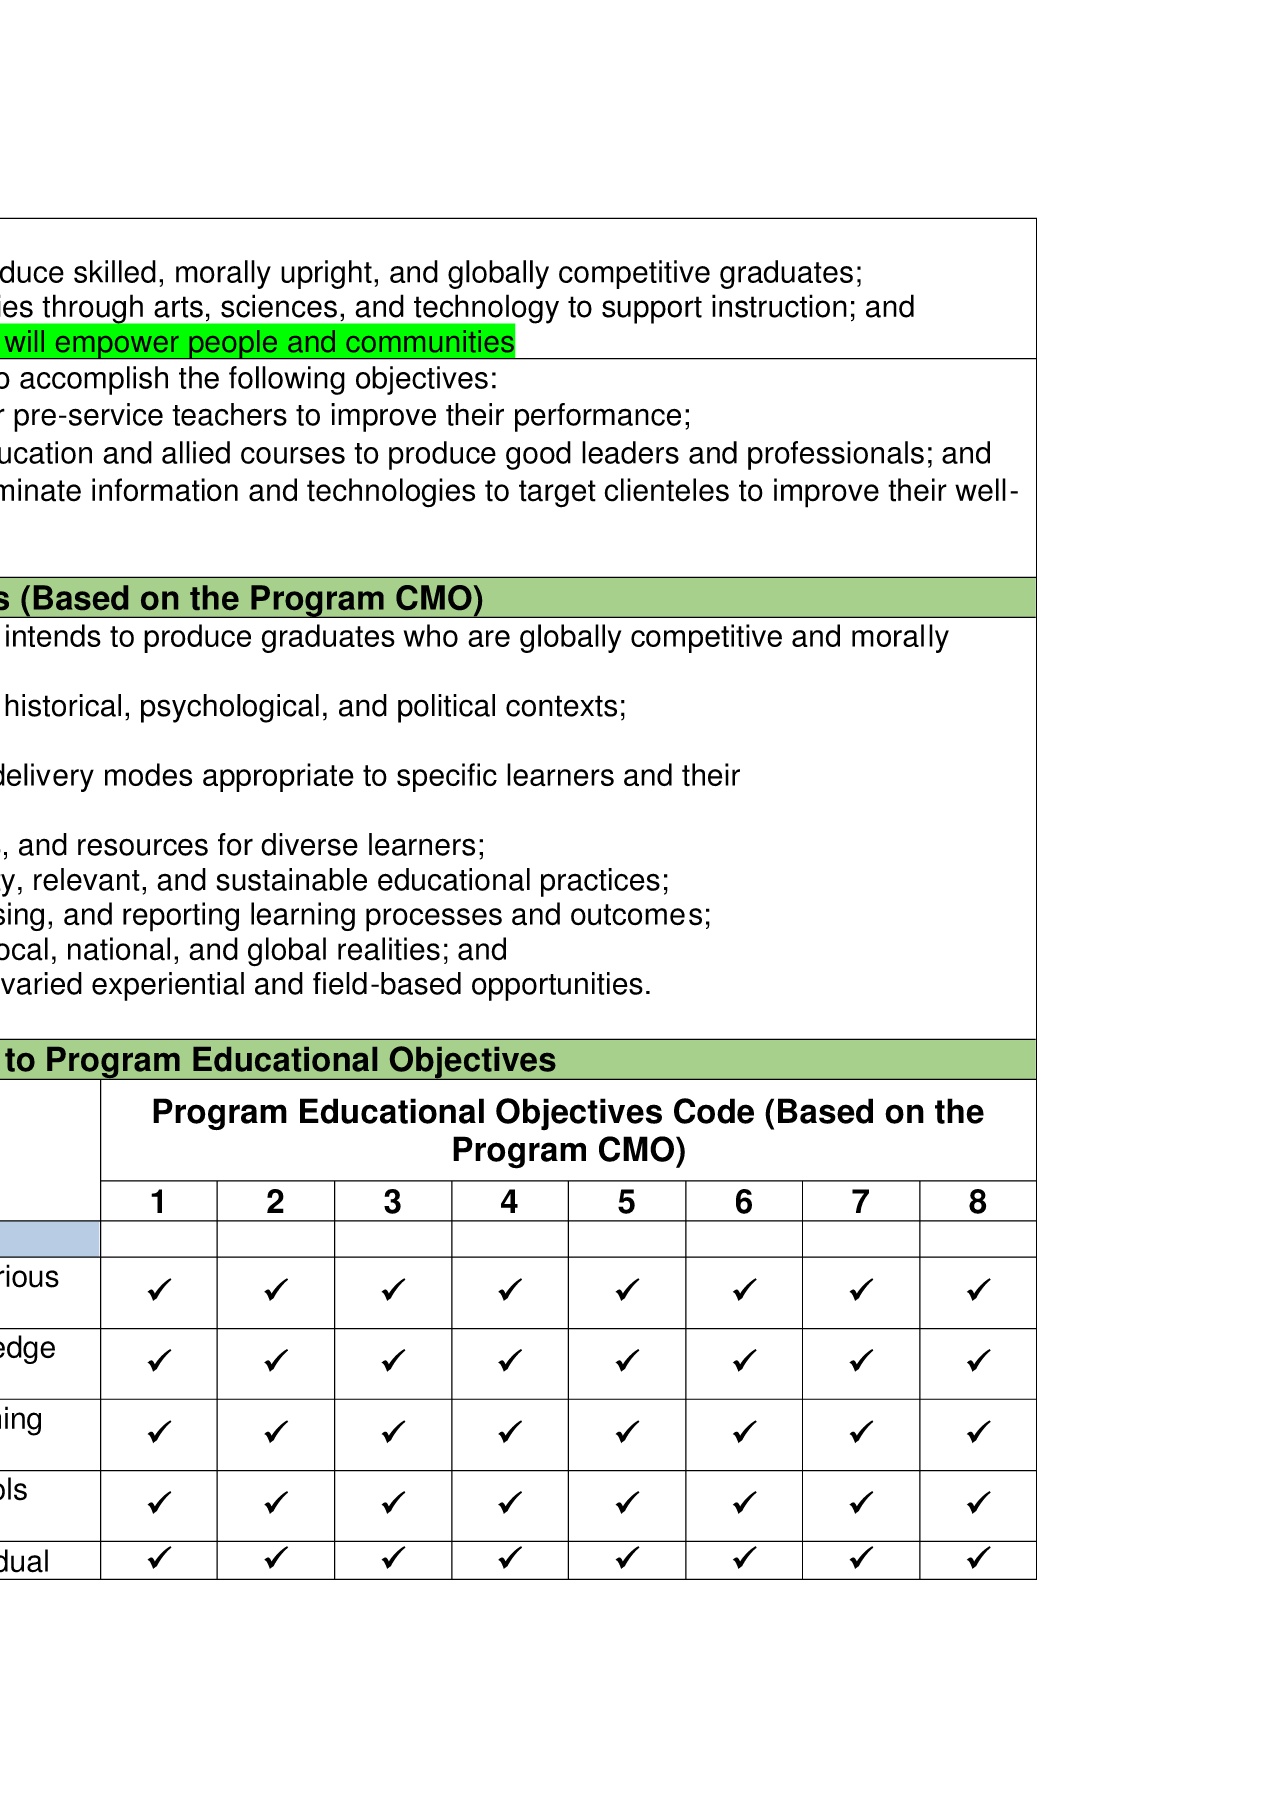 duce skilled, morally upright, and globally competitive graduates;
ies through arts, sciences, and technology to support instruction; and
will empower people and communities
o accomplish the following objectives:
r pre-service teachers to improve their performance;
ucation and allied courses to produce good leaders and professionals; and
minate information and technologies to target clienteles to improve their well-
s (Based on the Program CMO)
intends to produce graduates who are globally competitive and morally
historical, psychological, and political contexts;
delivery modes appropriate to specific learners and their
, and resources for diverse learners;
y, relevant, and sustainable educational practices;
sing, and reporting learning processes and outcomes;
ocal, national, and global realities; and
varied experiential and field-based opportunities.
to Program Educational Objectives
Program Educational Objectives Code (Based on the
Program CMO)
1 2 3 4 5 6 7 8
rious ✓ ✓ ✓ ✓ ✓ ✓ ✓ ✓
edge ✓ ✓ ✓ ✓ ✓ ✓ ✓ ✓
ning ✓ ✓ ✓ ✓ ✓ ✓ ✓ ✓
ols ✓ ✓ ✓ ✓ ✓ ✓ ✓ ✓
dual ✓ ✓ ✓ ✓ ✓ ✓ ✓ ✓